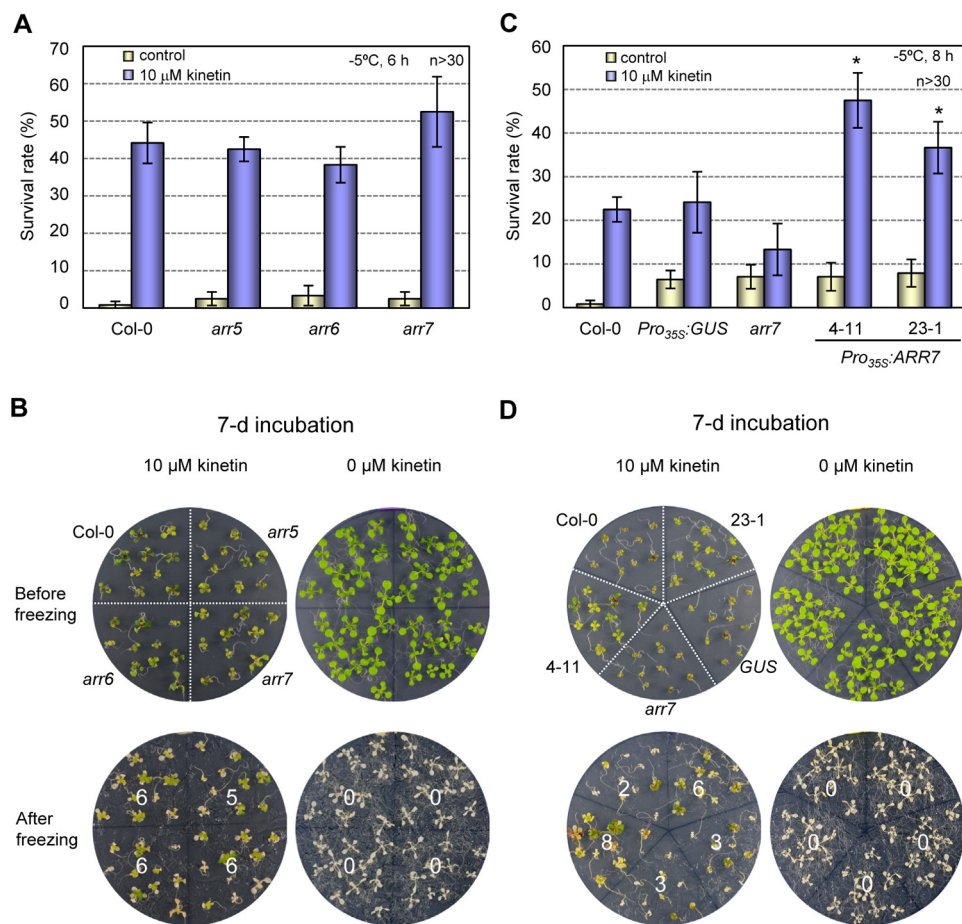 A
control
10 µM kinetin
-5ºC, 6 h
n>30
Survival rate (%)
70
60
50
40
30
20
10
0
Col-0 arr5 arr6 arr7
C
control
10 µM kinetin
-5ºC, 8 h
n>30
Survival rate (%)
60
50
40
30
20
10
0
* *
Col-0 Pro35S:GUS arr7 4-11 23-1
Pro35S:ARR7
B
7-d incubation
10 µM kinetin 0 µM kinetin
Col-0 arr5
Before
freezing
arr6 arr7
After
freezing
6 5 0 0
6 6 0 0
D
7-d incubation
10 µM kinetin 0 µM kinetin
Col-0 23-1
4-11 GUS
arr7
2 6 0 0
8 3 0 0
3 0